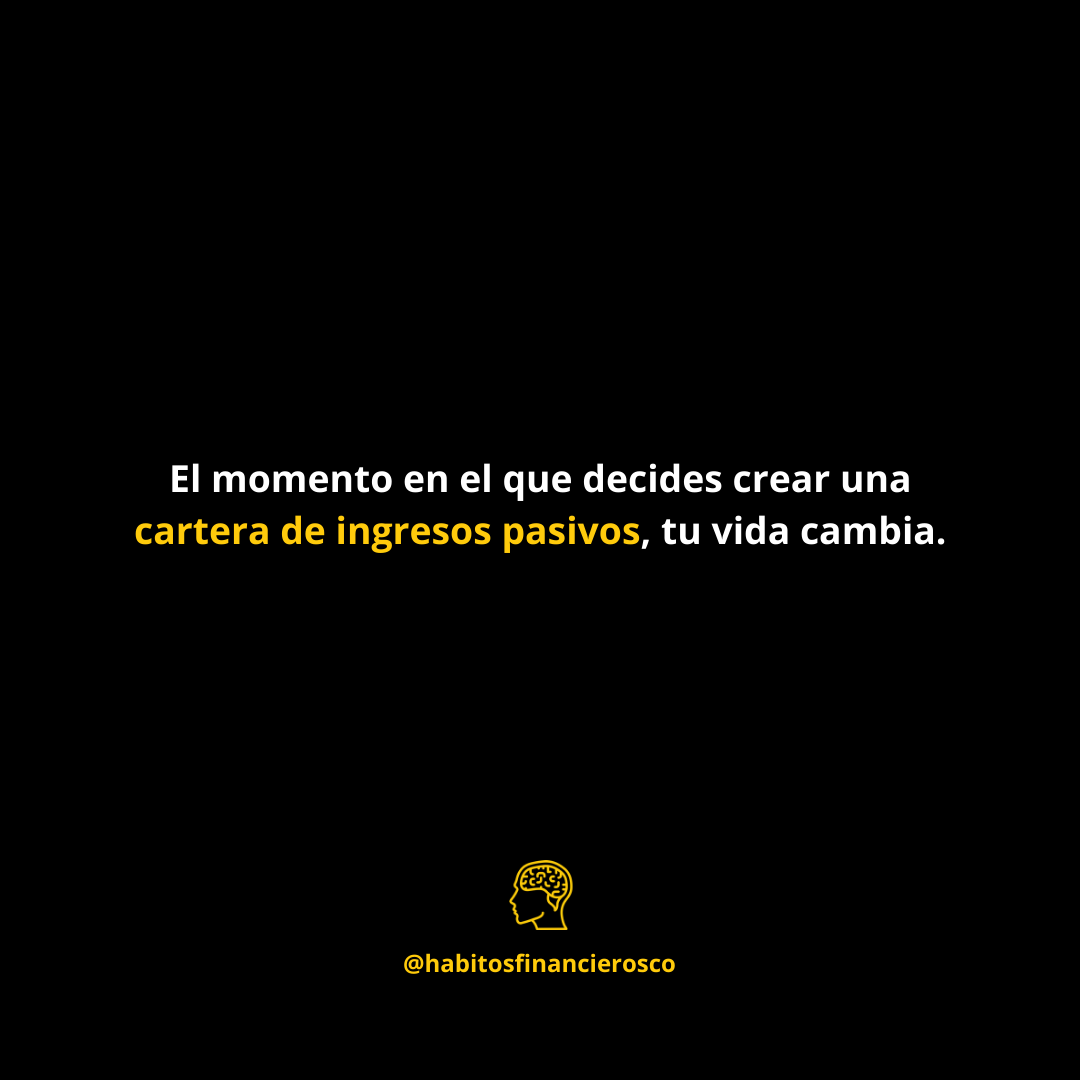 El momento en el que decides crear una
cartera de ingresos pasivos, tu vida cambia.
@habitosfinancierosco